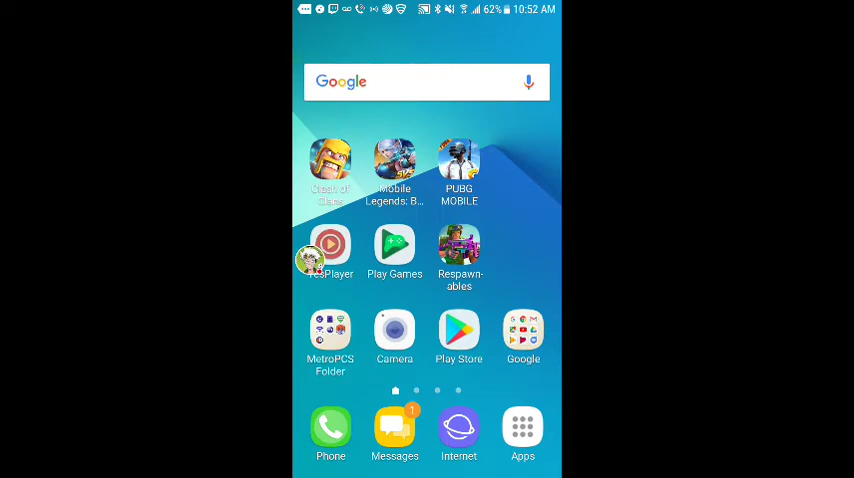 62% 10:52 AM
Google
Clash of Mobile PUBG
Clans Legends: B... MOBILE
YesPlayer Play Games Respawn-
ables
MetroPCS Camera Play Store Google
Folder
1
Phone Messages Internet Apps